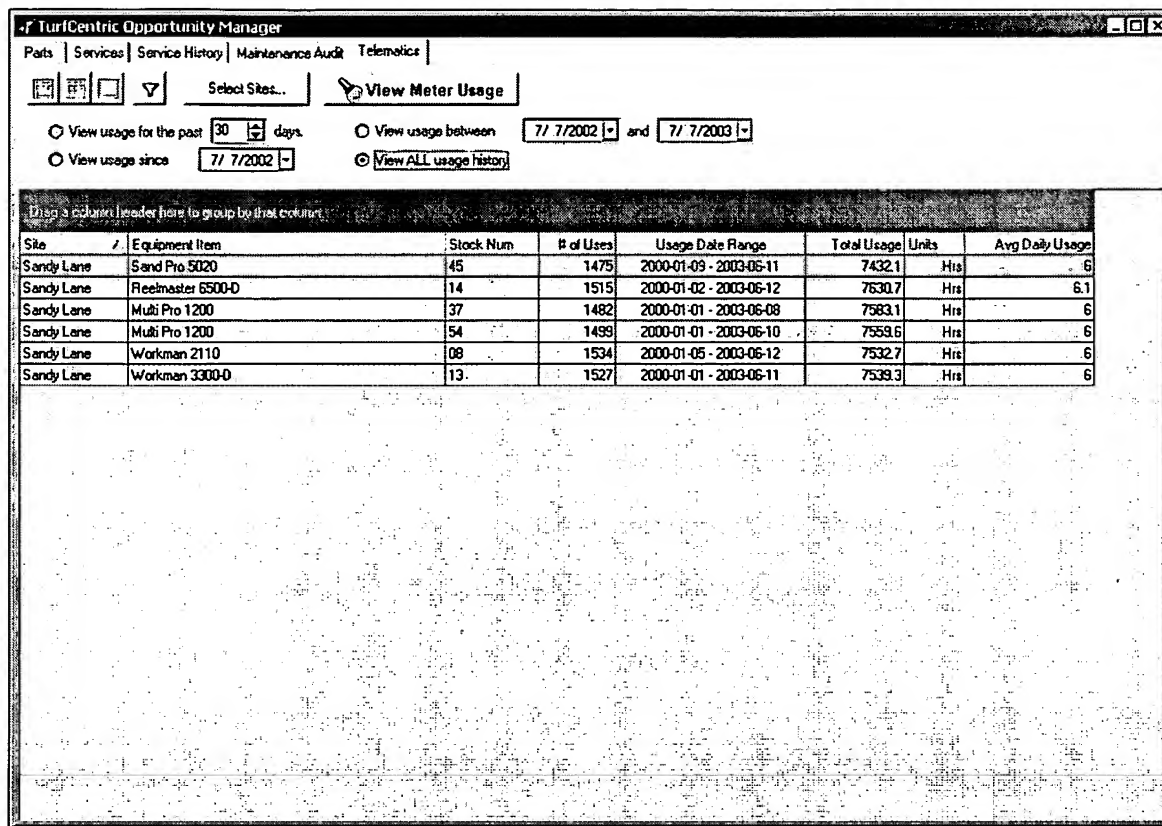 TurfCentric Opportunity Manager
Parts Services Service History Maintenance Audit Telematics
Select Sites... View Meter Usage
View usage for the past 30 days. View usage between 7/ 7/2002 and 7/ 7/2003
View usage since 7/ 7/2002 View ALL usage history
Drag a column header here to group by that column
Site Equipment Item Stock Num # of Uses Usage Date Range Total Usage Units Avg Daily Usage
Sandy Lane Sand Pro 5020 45 1475 2000-01-09 - 2003-06-11 7432.1 Hrs 6
Sandy Lane Reelmaster 6500-D 14 1515 2000-01-02 - 2003-06-12 7630.7 Hrs 6.1
Sandy Lane Multi Pro 1200 37 1482 2000-01-01 - 2003-06-08 7583.1 Hrs 6
Sandy Lane Multi Pro 1200 54 1499 2000-01-01 - 2003-06-10 7559.6 Hrs 6
Sandy Lane Workman 2110 08 1534 2000-01-05 - 2003-06-12 7532.7 Hrs 6
Sandy Lane Workman 3300-D 13 1527 2000-01-01 - 2003-06-11 7539.3 Hrs 6